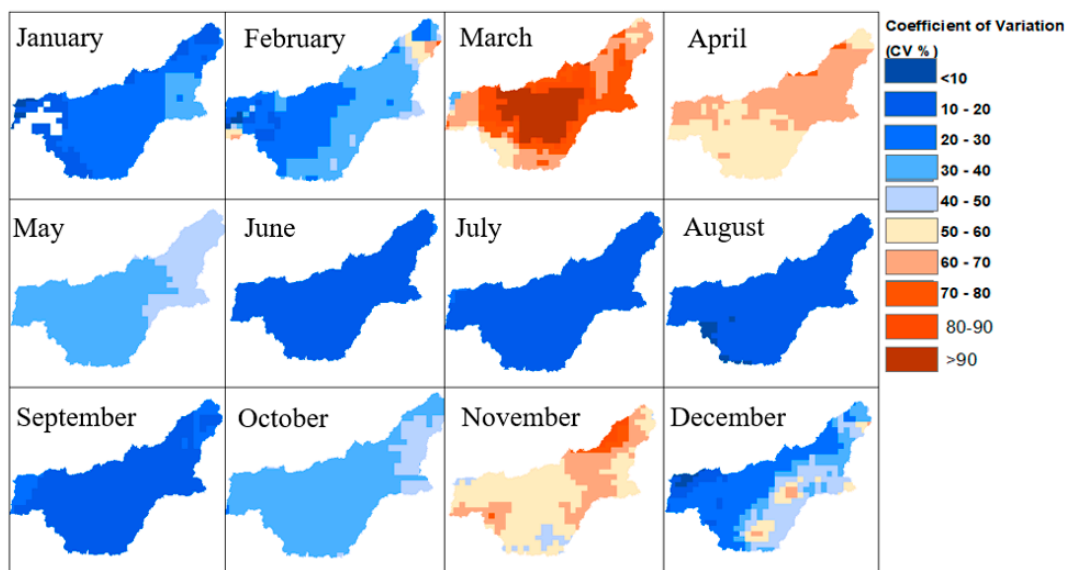 January
February
March
April
Coefficient of Variation
(CV %)
<10
10 - 20
20 - 30
30 - 40
40 - 50
50 - 60
60 - 70
70 - 80
80-90
>90
May
June
July
August
September
October
November
December